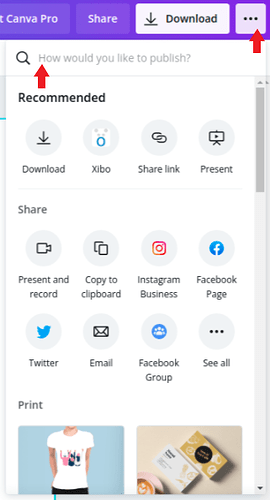 t Canva Pro Share Download
How would you like to publish?
Recommended
Download Xibo Share link Present
Share
Present and record Copy to clipboard Instagram Business Facebook Page
Twitter Email Facebook Group See all
Print